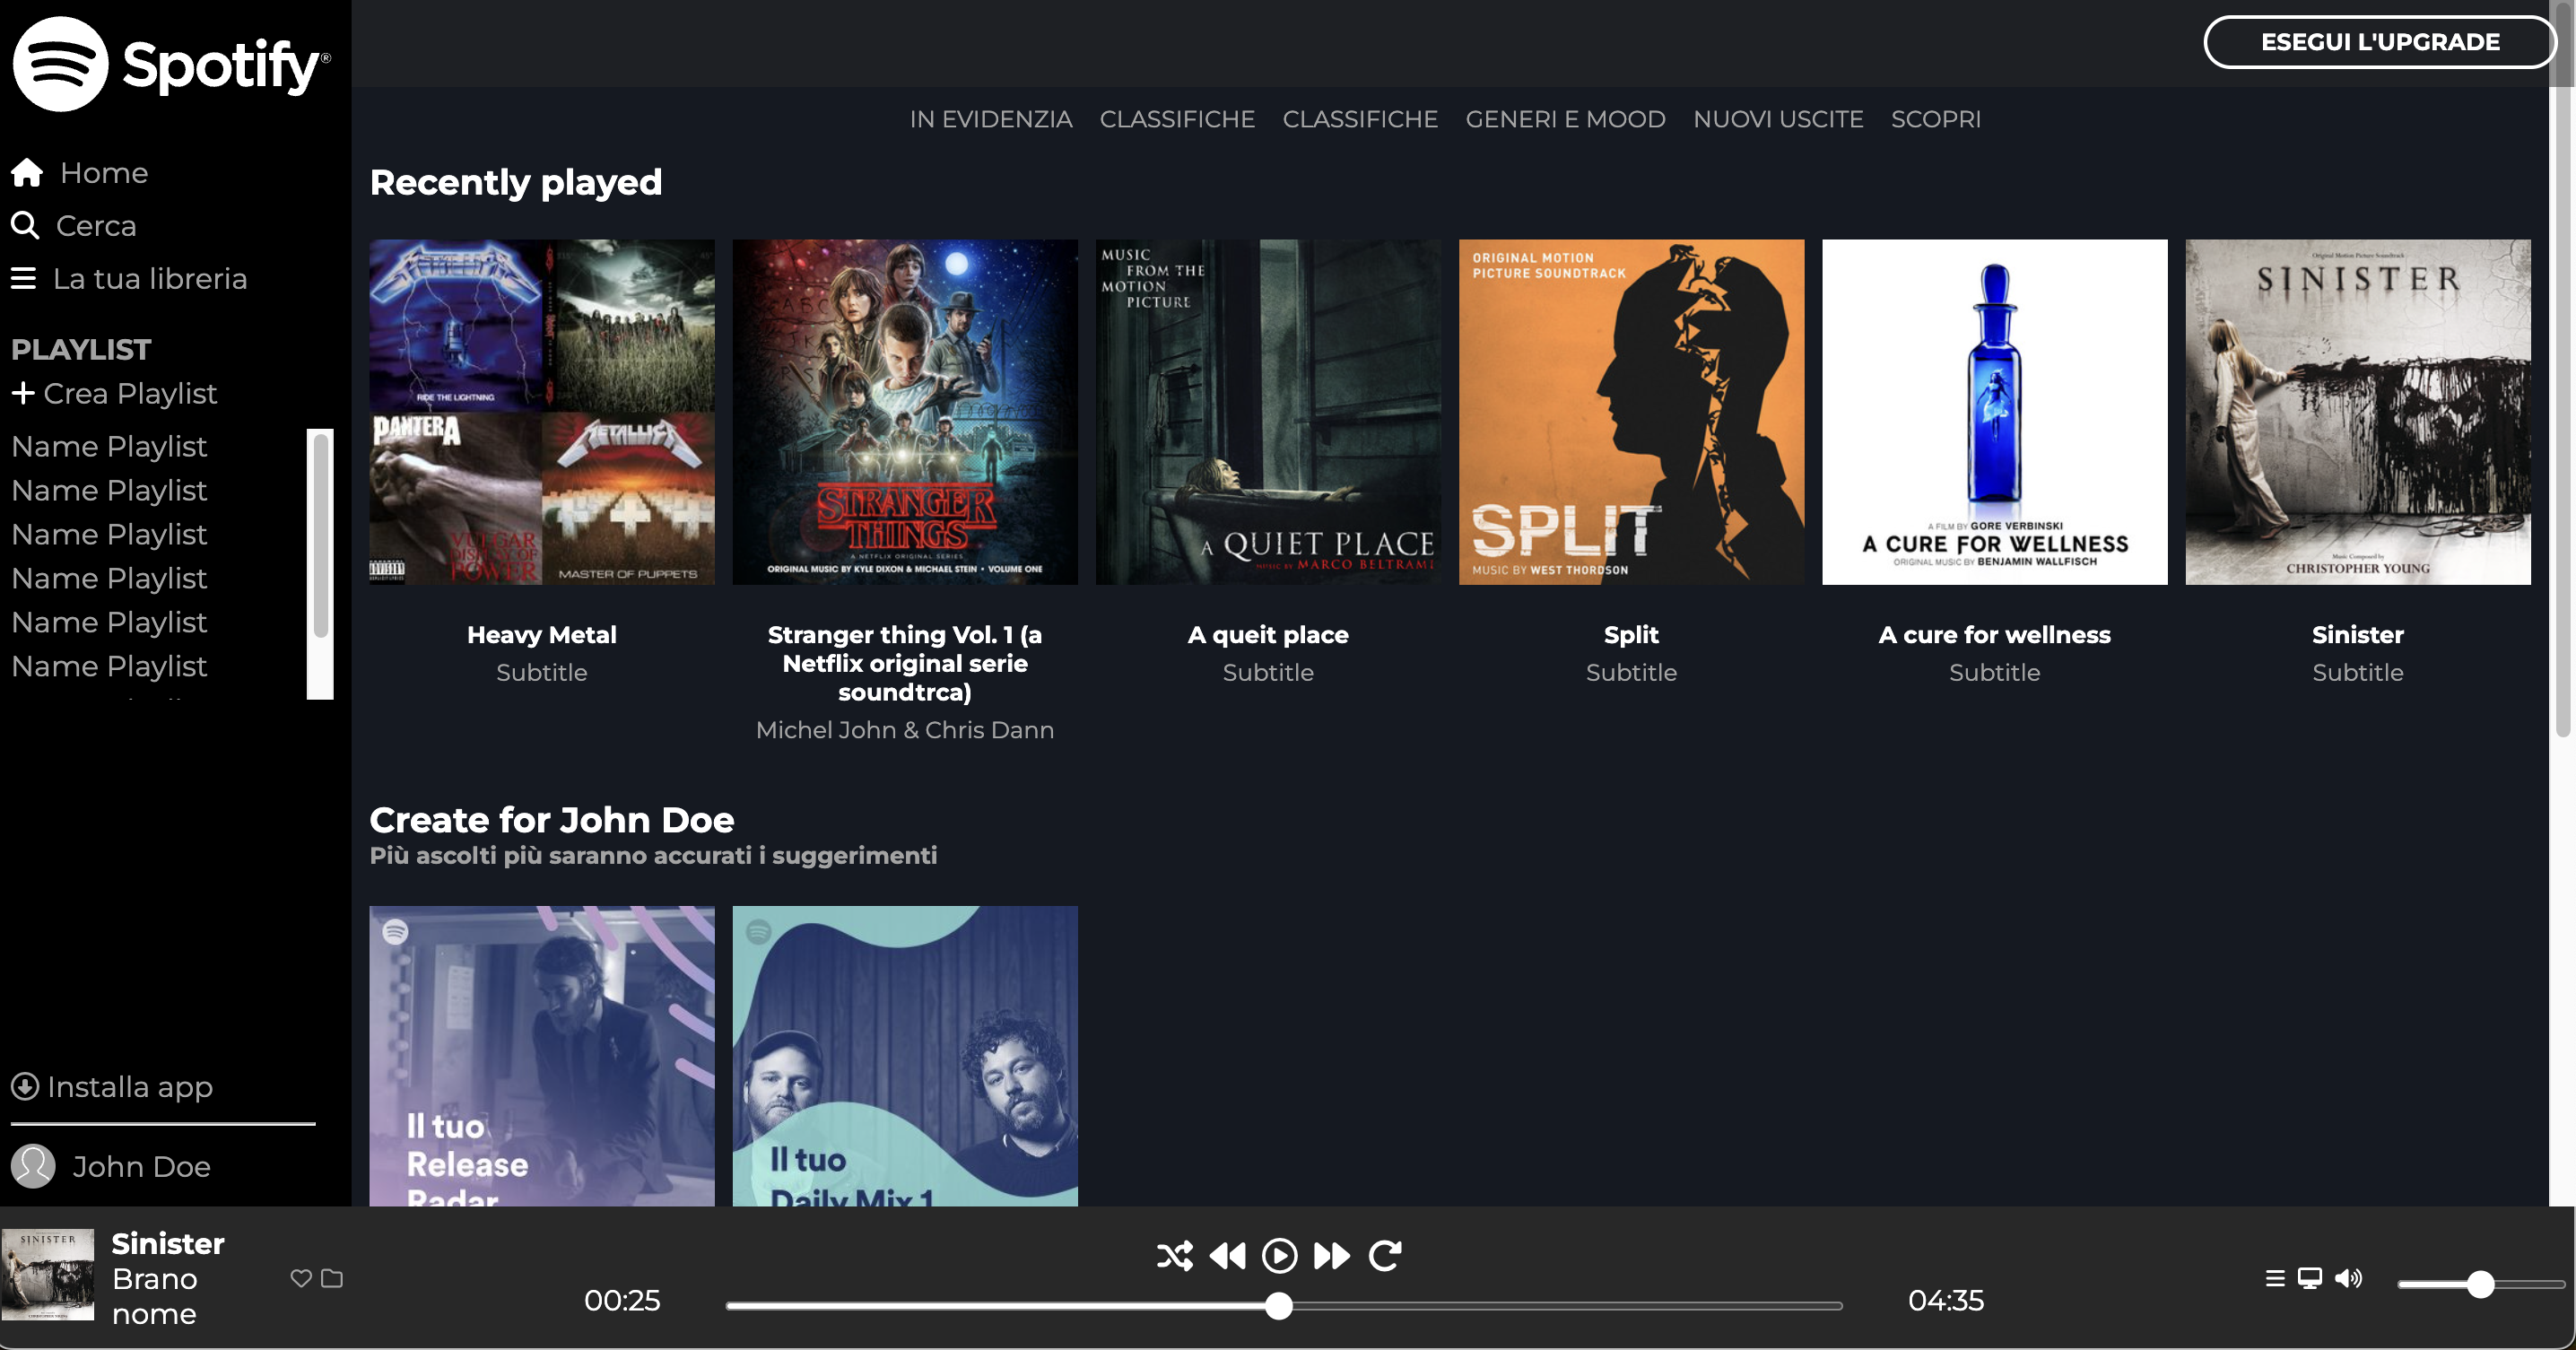 Spotify®
ESEGUI L'UPGRADE
IN EVIDENZIA CLASSIFICHE CLASSIFICHE GENERI E MOOD NUOVI USCITE SCOPRI
Home
Cerca
La tua libreria
PLAYLIST
Crea Playlist
Name Playlist
Name Playlist
Name Playlist
Name Playlist
Name Playlist
Name Playlist
Installa app
John Doe
Recently played
METALLICA
RIDE THE LIGHTNING
PANTERA
VULGAR
DISPLAY OF
POWER
METALLICA
MASTER OF PUPPETS
Heavy Metal
Subtitle
STRANGER
THINGS
A NETFLIX ORIGINAL SERIES
ORIGINAL MUSIC BY KYLE DIXON & MICHAEL STEIN • VOLUME ONE
Stranger thing Vol. 1 (a
Netflix original serie
soundtrca)
Michel John & Chris Dann
MUSIC
FROM THE
MOTION
PICTURE
A QUIET PLACE
MUSIC BY MARCO BELTRAMI
A queit place
Subtitle
ORIGINAL MOTION
PICTURE SOUNDTRACK
SPLIT
MUSIC BY WEST THORDSON
Split
Subtitle
A FILM BY GORE VERBINSKI
A CURE FOR WELLNESS
ORIGINAL MUSIC BY BENJAMIN WALLFISCH
A cure for wellness
Subtitle
Original Motion Picture Soundtrack
SINISTER
Music Composed by
CHRISTOPHER YOUNG
Sinister
Subtitle
Create for John Doe
Più ascolti più saranno accurati i suggerimenti
Il tuo
Release
Radar
Il tuo
Daily Mix 1
SINISTER
Sinister
Brano
nome
00:25
04:35